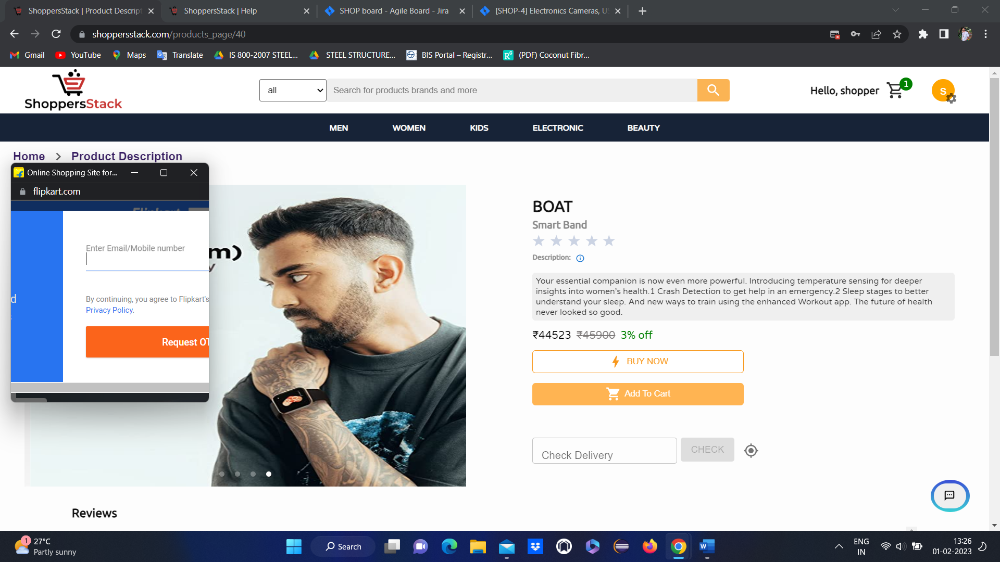 ShoppersStack | Product Descript
ShoppersStack | Help
SHOP board - Agile Board - Jira
[SHOP-4] Electronics Cameras, US
shoppersstack.com/products_page/40
Gmail
YouTube
Maps
Translate
IS 800-2007 STEEL...
STEEL STRUCTURE...
BIS Portal – Registr...
(PDF) Coconut Fibr...
ShoppersStack
all
Search for products brands and more
Hello, shopper
1
S
MEN
WOMEN
KIDS
ELECTRONIC
BEAUTY
Home
Product Description
Online Shopping Site for...
flipkart.com
Enter Email/Mobile number
d
By continuing, you agree to Flipkart's
Privacy Policy.
Request OT
m)
y
BOAT
Smart Band
Description:
Your essential companion is now even more powerful. Introducing temperature sensing for deeper
insights into women's health.1 Crash Detection to get help in an emergency.2 Sleep stages to better
understand your sleep. And new ways to train using the enhanced Workout app. The future of health
never looked so good.
₹44523 ₹45900 3% off
BUY NOW
Add To Cart
Check Delivery
CHECK
Reviews
1
27°C
Partly sunny
Search
ENG
IN
13:26
01-02-2023